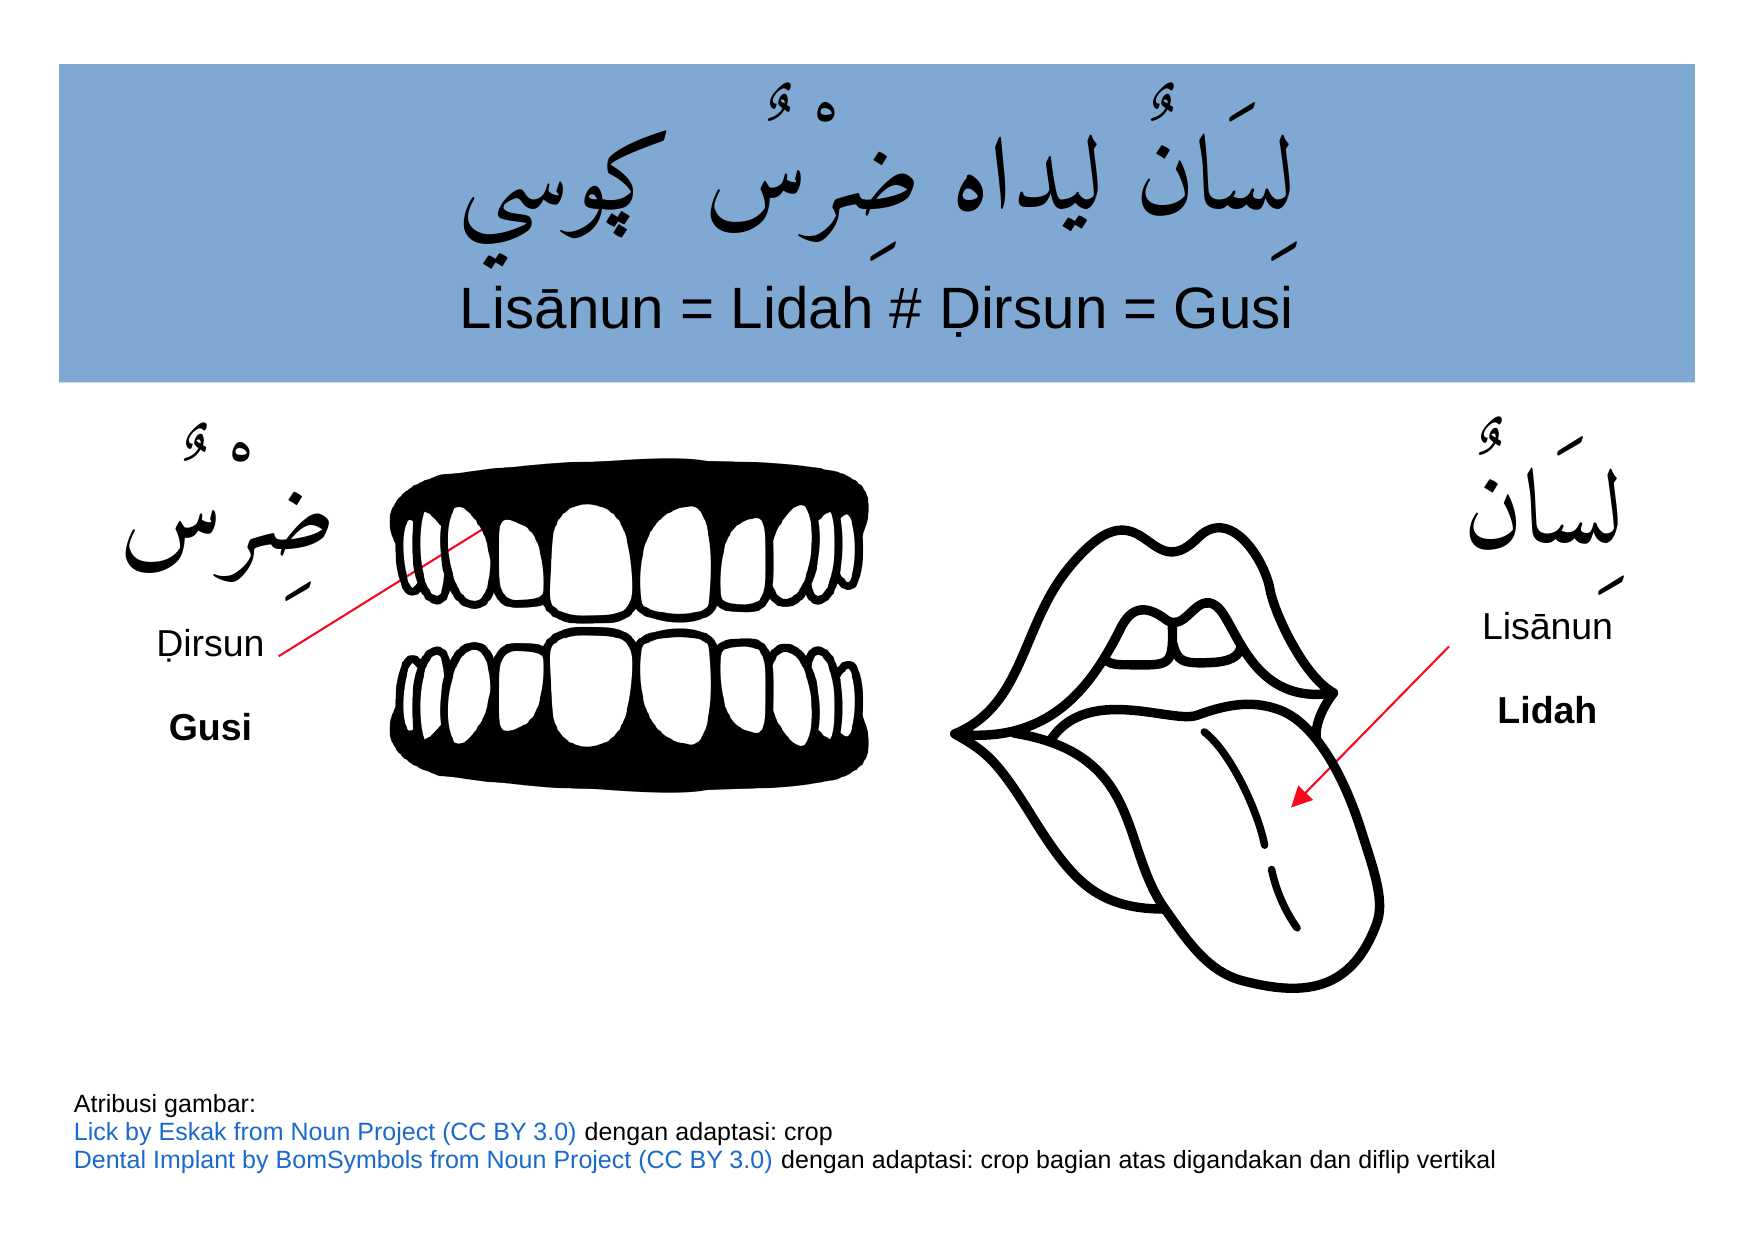 لِسَانٌ ليداه ضِرْسٌ کوسي
Lisānun = Lidah # Ḍirsun = Gusi
ضِرْسٌ
Ḍirsun
Gusi
لِسَانٌ
Lisānun
Lidah
Atribusi gambar:
Lick by Eskak from Noun Project (CC BY 3.0) dengan adaptasi: crop
Dental Implant by BomSymbols from Noun Project (CC BY 3.0) dengan adaptasi: crop bagian atas digandakan dan diflip vertikal